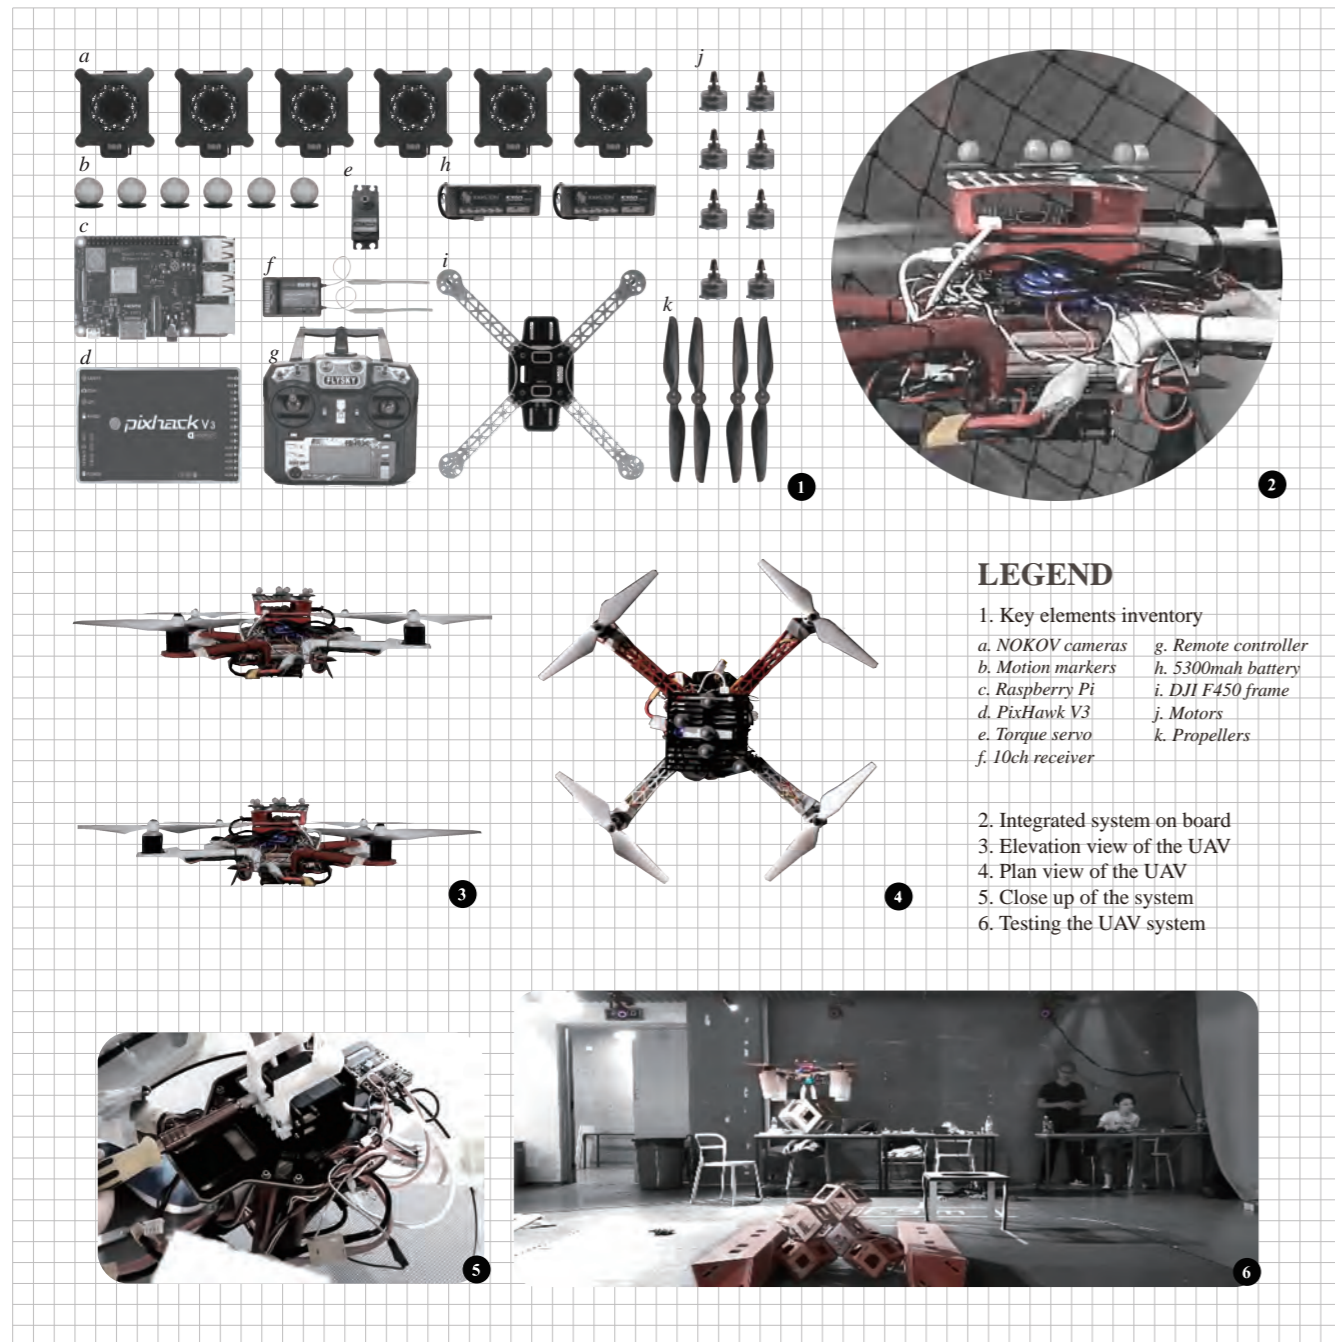 a
j
b
e
h
c
f
i
k
d
g
FLYSKY
pixhack V3
1
2
LEGEND
1. Key elements inventory
a. NOKOV cameras
b. Motion markers
c. Raspberry Pi
d. PixHawk V3
e. Torque servo
f. 10ch receiver
g. Remote controller
h. 5300mah battery
i. DJI F450 frame
j. Motors
k. Propellers
2. Integrated system on board
3. Elevation view of the UAV
4. Plan view of the UAV
5. Close up of the system
6. Testing the UAV system
3
4
5
6